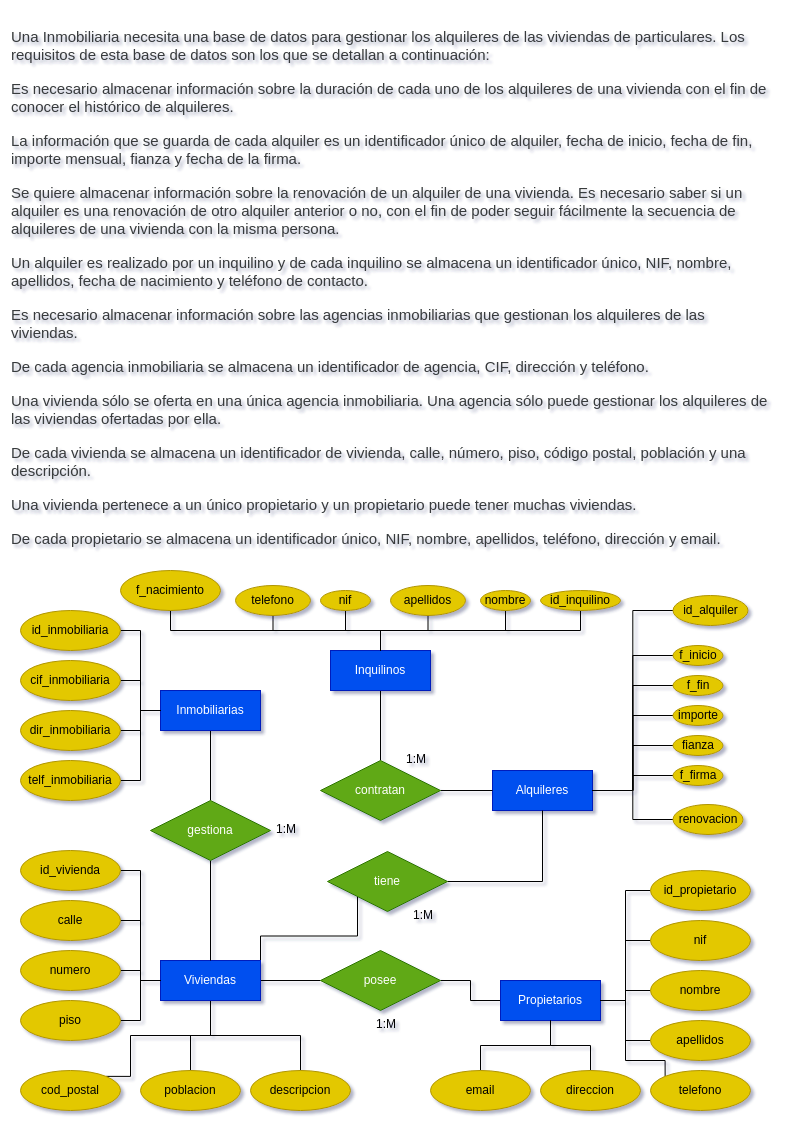 Una Inmobiliaria necesita una base de datos para gestionar los alquileres de las viviendas de particulares. Los
requisitos de esta base de datos son los que se detallan a continuación:
Es necesario almacenar información sobre la duración de cada uno de los alquileres de una vivienda con el fin de
conocer el histórico de alquileres.
La información que se guarda de cada alquiler es un identificador único de alquiler, fecha de inicio, fecha de fin,
importe mensual, fianza y fecha de la firma.
Se quiere almacenar información sobre la renovación de un alquiler de una vivienda. Es necesario saber si un
alquiler es una renovación de otro alquiler anterior o no, con el fin de poder seguir fácilmente la secuencia de
alquileres de una vivienda con la misma persona.
Un alquiler es realizado por un inquilino y de cada inquilino se almacena un identificador único, NIF, nombre,
apellidos, fecha de nacimiento y teléfono de contacto.
Es necesario almacenar información sobre las agencias inmobiliarias que gestionan los alquileres de las
viviendas.
De cada agencia inmobiliaria se almacena un identificador de agencia, CIF, dirección y teléfono.
Una vivienda sólo se oferta en una única agencia inmobiliaria. Una agencia sólo puede gestionar los alquileres de
las viviendas ofertadas por ella.
De cada vivienda se almacena un identificador de vivienda, calle, número, piso, código postal, población y una
descripción.
Una vivienda pertenece a un único propietario y un propietario puede tener muchas viviendas.
De cada propietario se almacena un identificador único, NIF, nombre, apellidos, teléfono, dirección y email.
f_nacimiento
telefono
nif
apellidos
nombre
id_inquilino
id_alquiler
id_inmobiliaria
f_inicio
Inquilinos
cif_inmobiliaria
f_fin
Inmobiliarias
importe
dir_inmobiliaria
fianza
1:M
f_firma
telf_inmobiliaria
contratan
Alquileres
renovacion
gestiona
1:M
id_vivienda
tiene
id_propietario
1:M
calle
nif
numero
Viviendas
posee
nombre
Propietarios
piso
1:M
apellidos
cod_postal
poblacion
descripcion
email
direccion
telefono